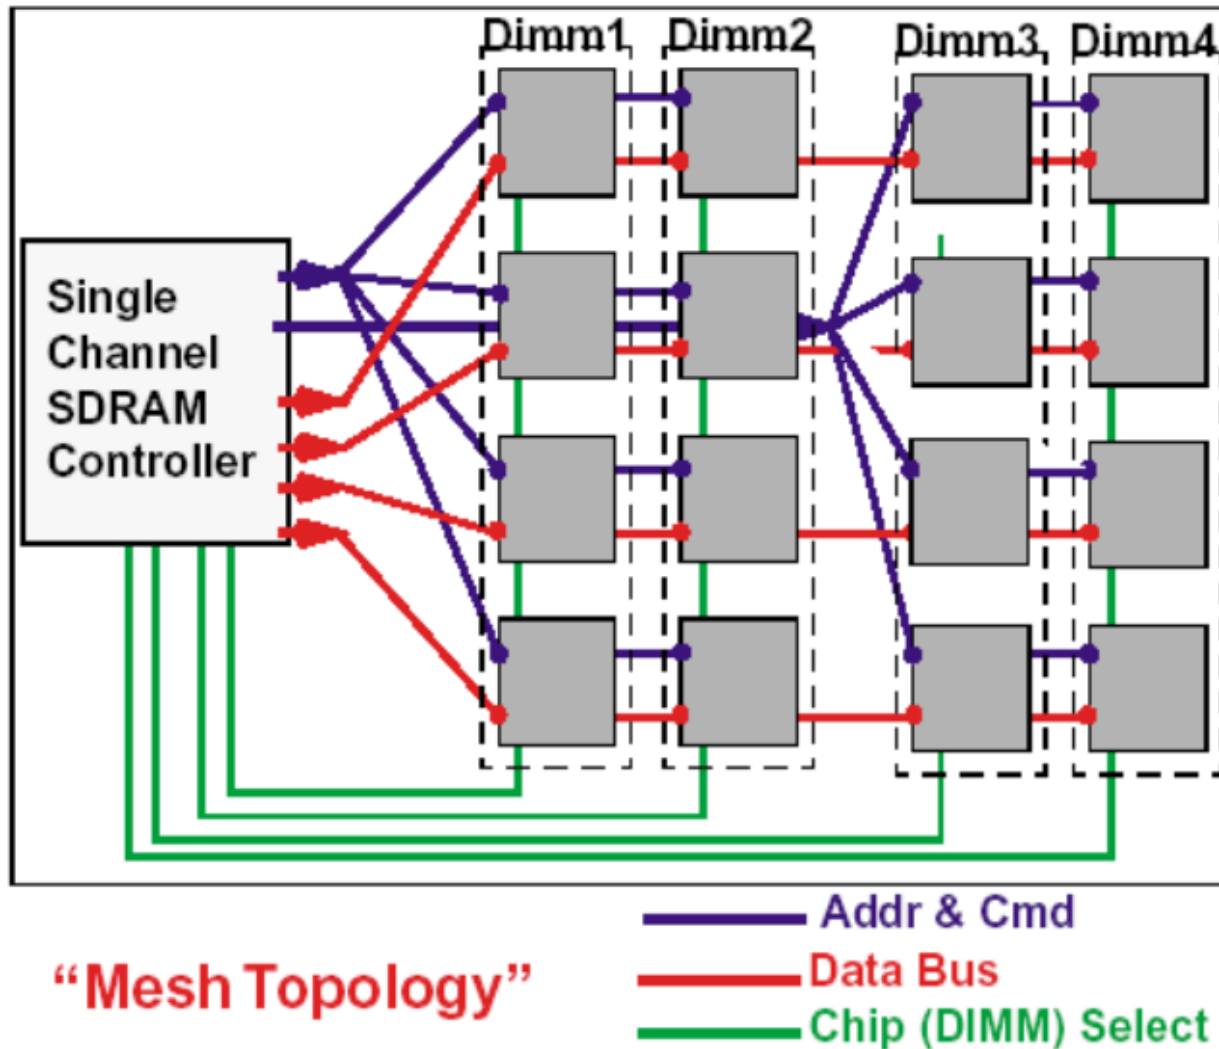 Dimm1 Dimm2 Dimm3 Dimm4
Single
Channel
SDRAM
Controller
Addr & Cmd
“Mesh Topology”
Data Bus
Chip (DIMM) Select